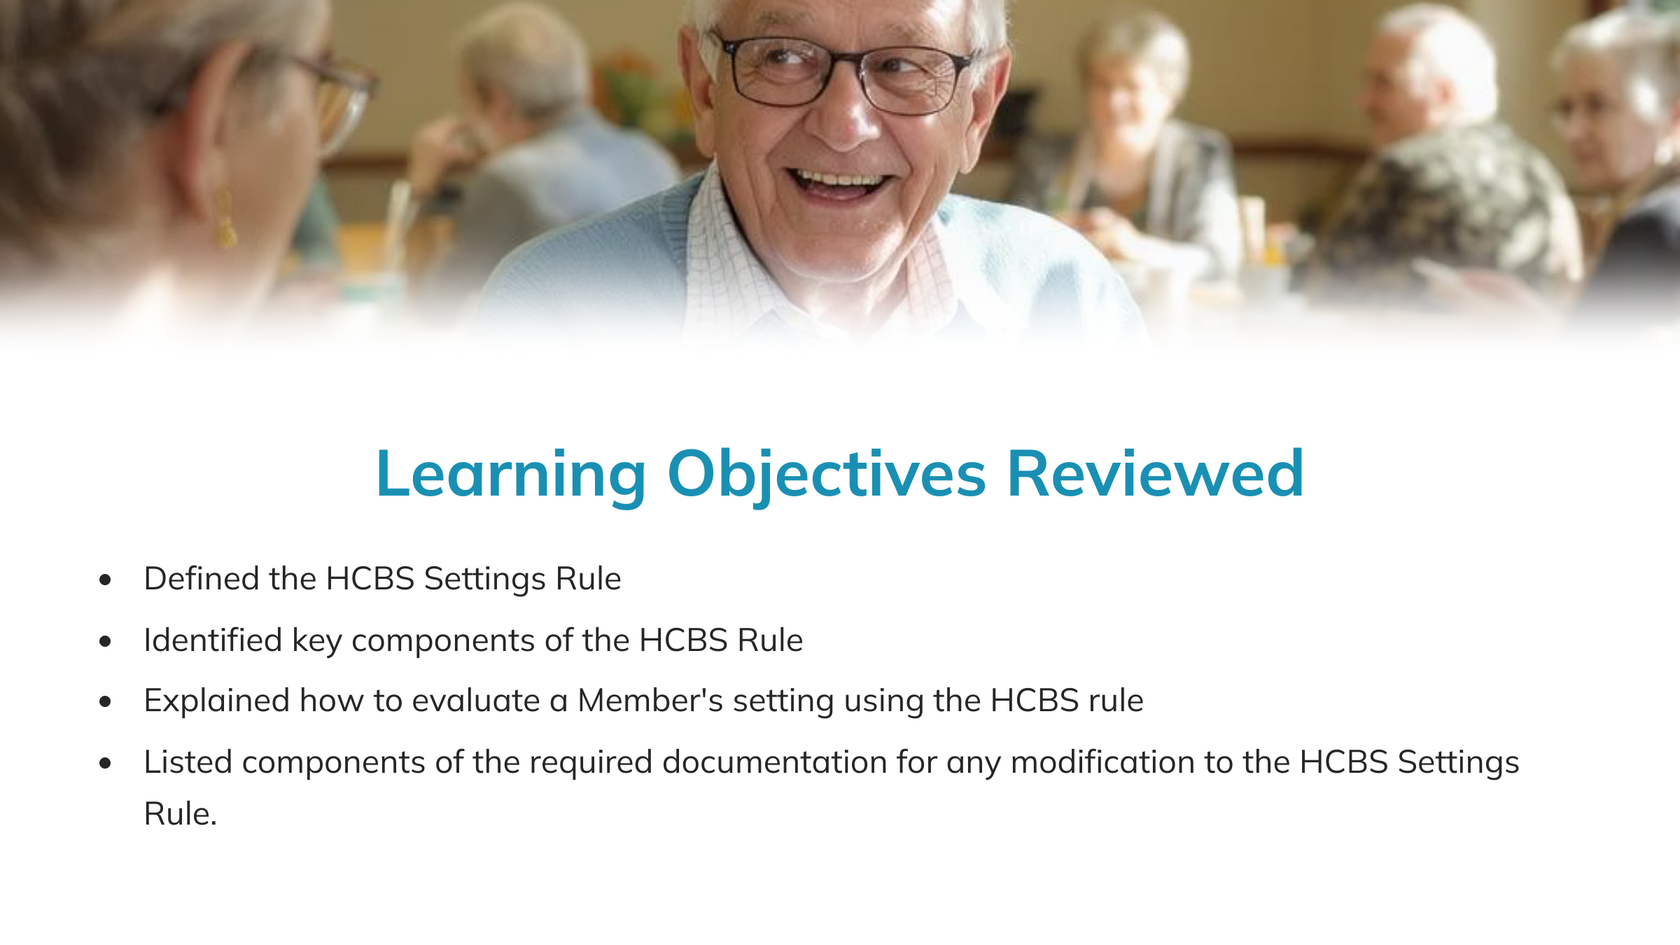 Learning Objectives Reviewed
• Defined the HCBS Settings Rule
• Identified key components of the HCBS Rule
• Explained how to evaluate a Member's setting using the HCBS rule
• Listed components of the required documentation for any modification to the HCBS Settings
Rule.